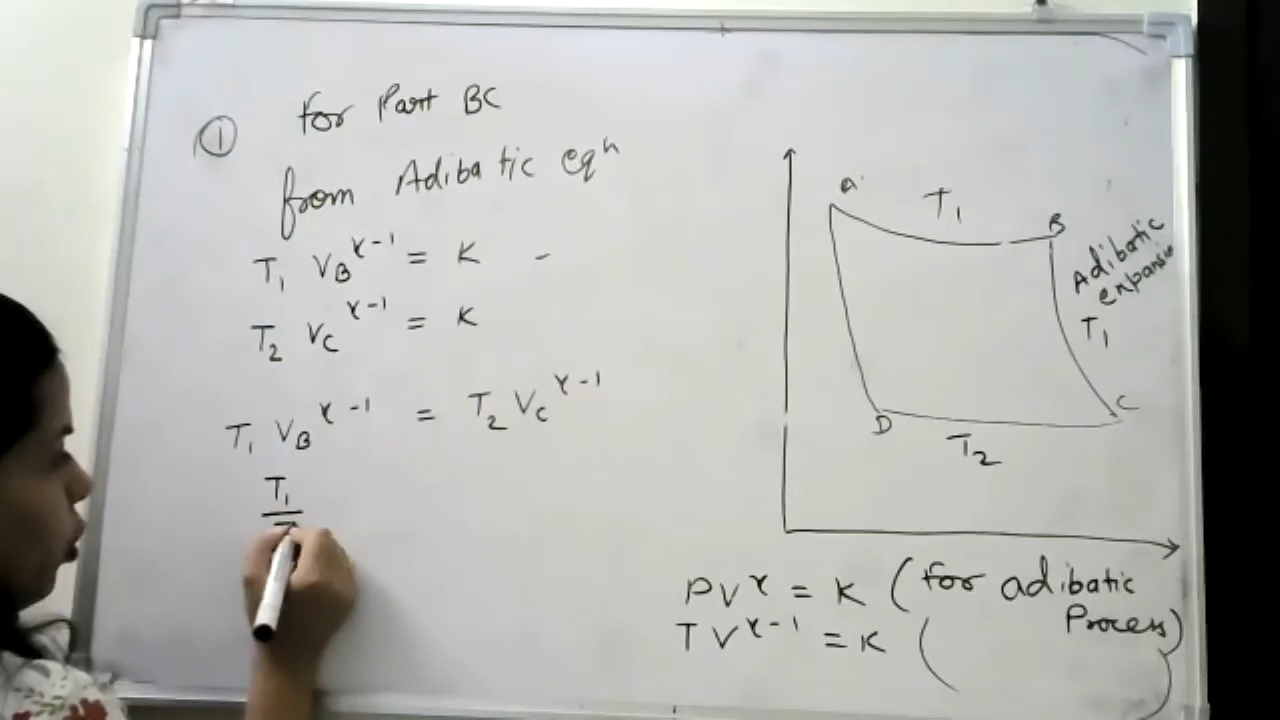 ① for Part BC
from Adibatic eqⁿ
T₁ V_B^γ-1 = K -
T₂ V_C^γ-1 = K
T₁ V_B^γ-1 = T₂ V_C^γ-1
T₁
a
T₁
B
Adibatic
expansio
T₁
C
D
T₂
PV^γ = K (for adibatic
Process)
TV^γ-1 = K ( )